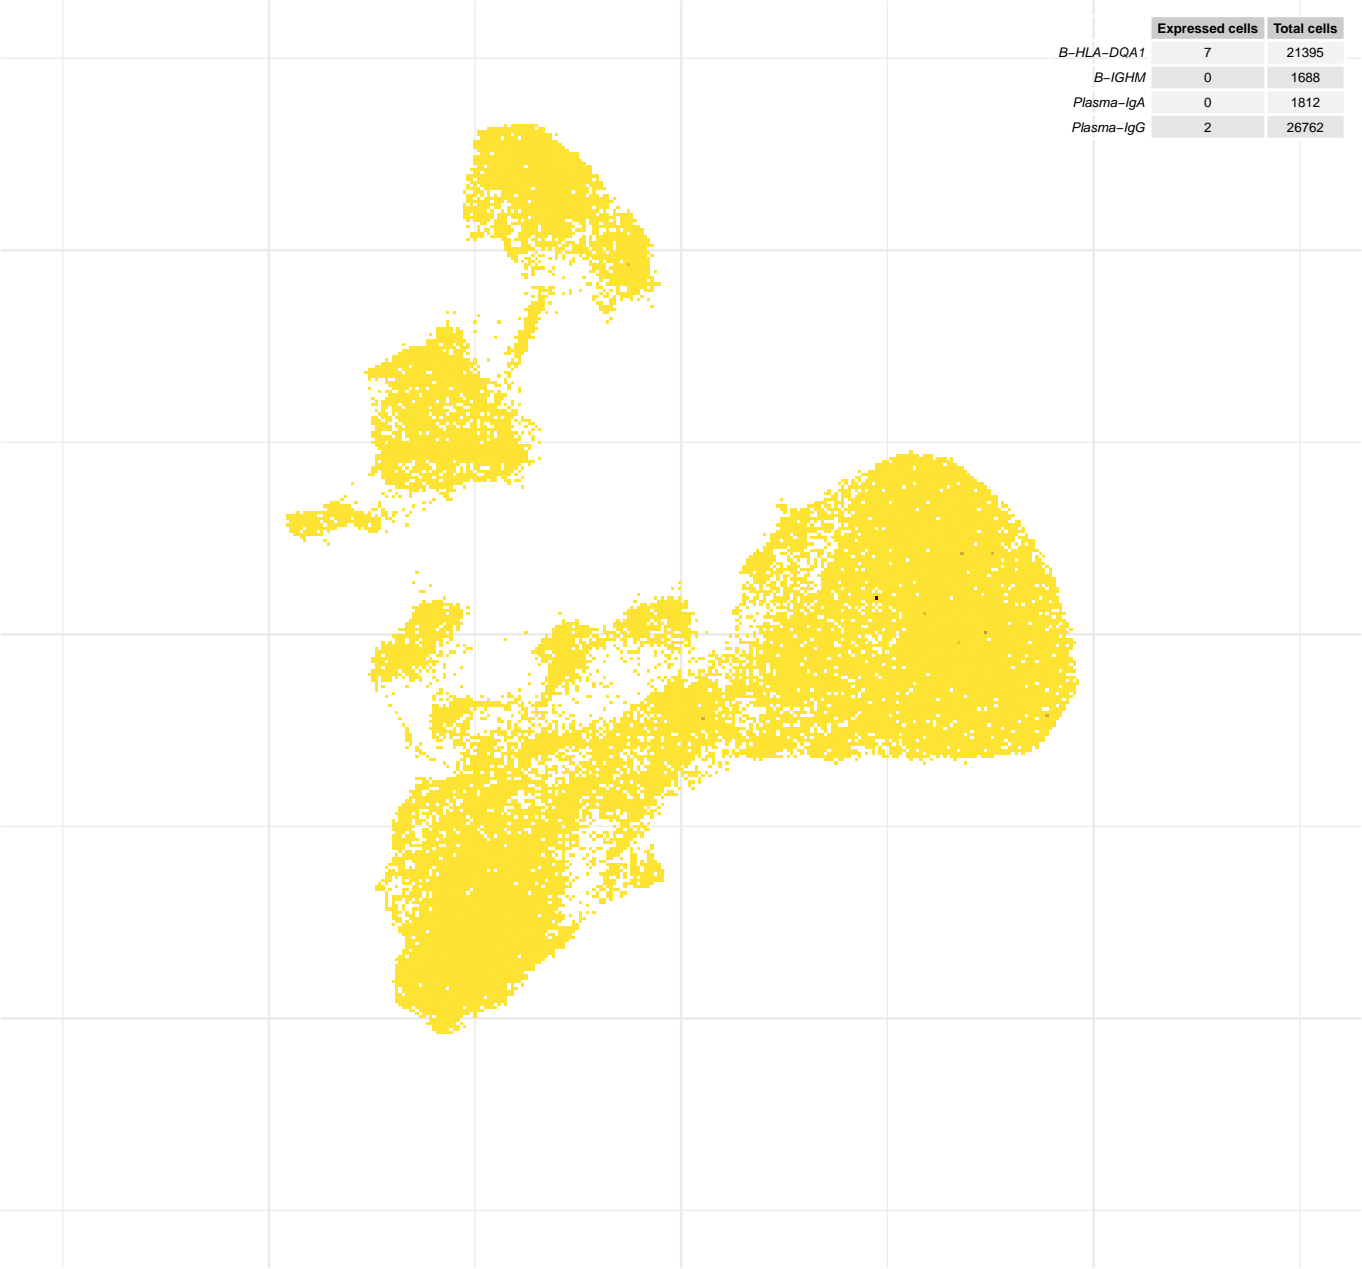 Expressed cells Total cells
B−HLA−DQA1 7 21395
B−IGHM 0 1688
Plasma−IgA 0 1812
Plasma−IgG 2 26762